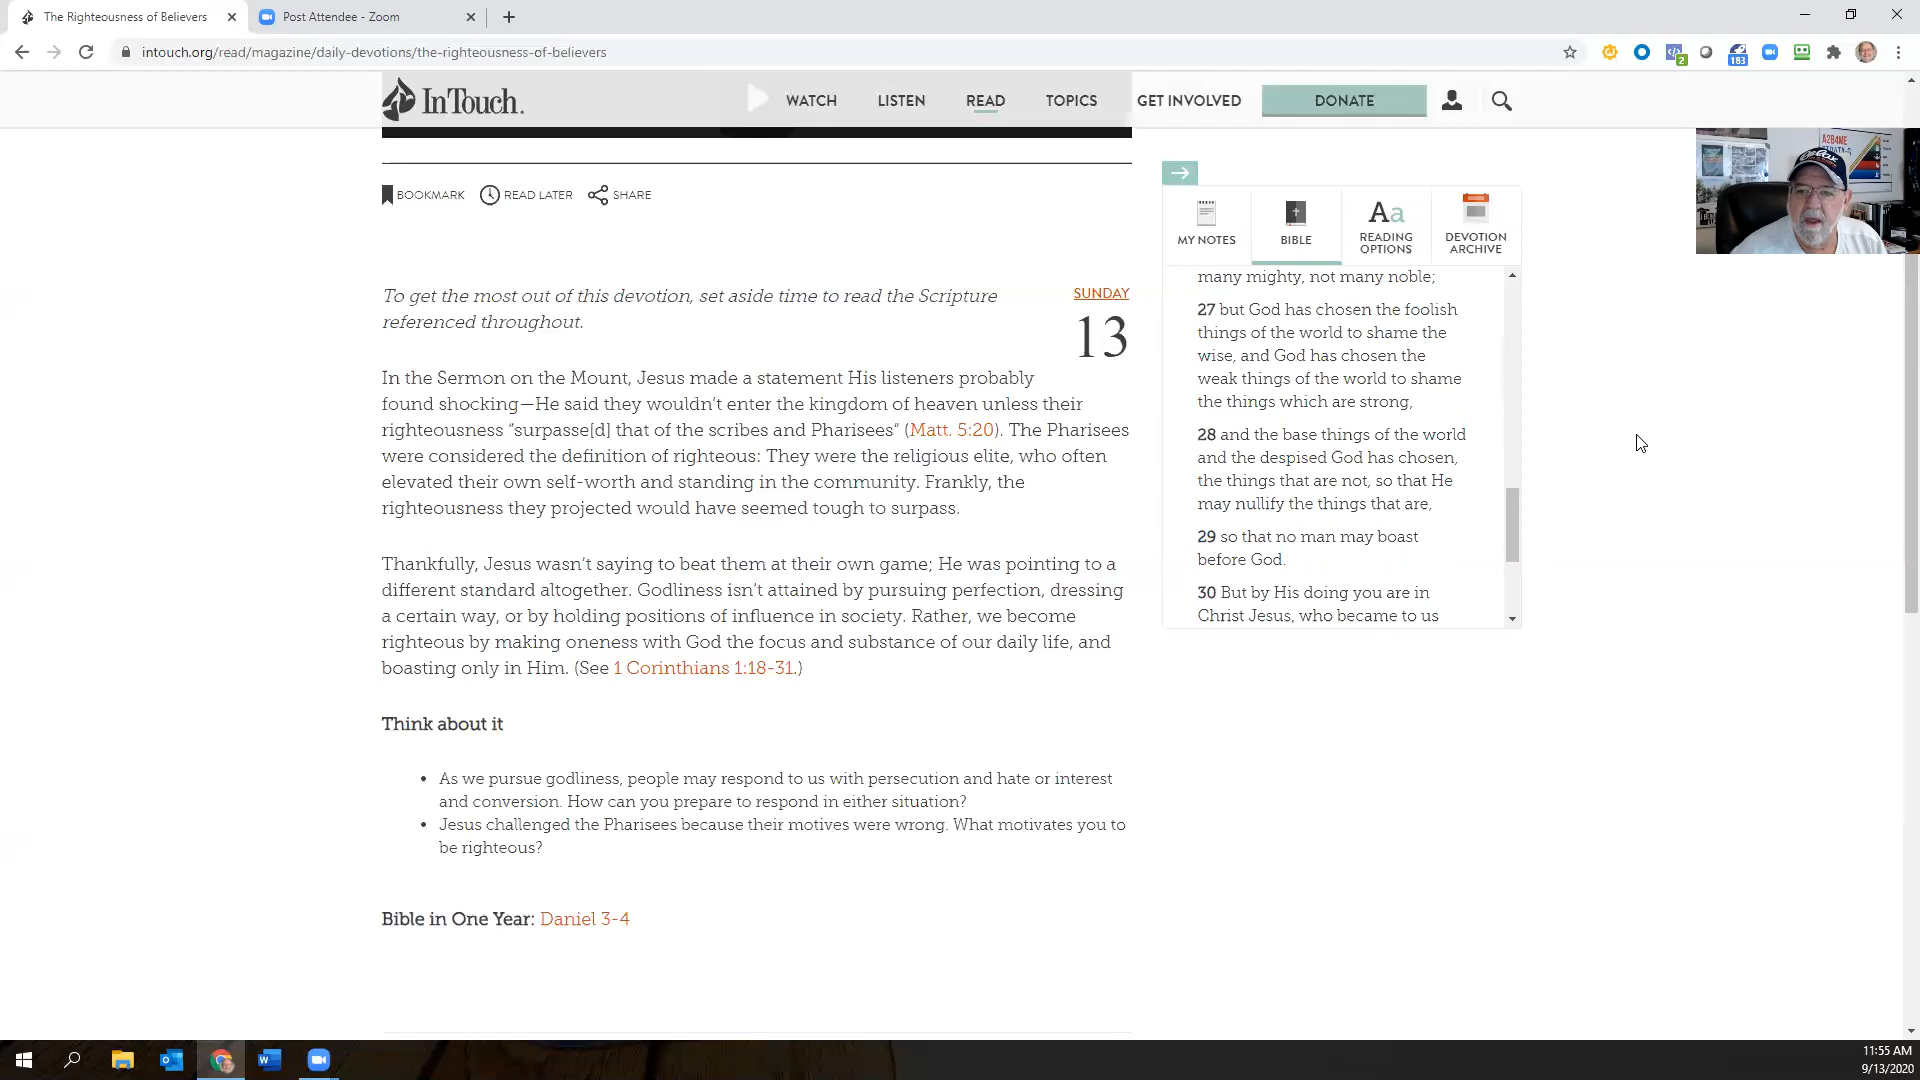 The Righteousness of Believers
Post Attendee - Zoom
intouch.org/read/magazine/daily-devotions/the-righteousness-of-believers
2
183
InTouch.
WATCH
LISTEN
READ
TOPICS
GET INVOLVED
DONATE
BOOKMARK
READ LATER
SHARE
To get the most out of this devotion, set aside time to read the Scripture
referenced throughout.
SUNDAY
13
In the Sermon on the Mount, Jesus made a statement His listeners probably
found shocking—He said they wouldn't enter the kingdom of heaven unless their
righteousness "surpasse[d] that of the scribes and Pharisees" (Matt. 5:20). The Pharisees
were considered the definition of righteous: They were the religious elite, who often
elevated their own self-worth and standing in the community. Frankly, the
righteousness they projected would have seemed tough to surpass.
Thankfully, Jesus wasn't saying to beat them at their own game; He was pointing to a
different standard altogether. Godliness isn't attained by pursuing perfection, dressing
a certain way, or by holding positions of influence in society. Rather, we become
righteous by making oneness with God the focus and substance of our daily life, and
boasting only in Him. (See 1 Corinthians 1:18-31.)
Think about it
• As we pursue godliness, people may respond to us with persecution and hate or interest
and conversion. How can you prepare to respond in either situation?
• Jesus challenged the Pharisees because their motives were wrong. What motivates you to
be righteous?
Bible in One Year: Daniel 3-4
MY NOTES
BIBLE
Aa
READING
OPTIONS
DEVOTION
ARCHIVE
many mighty, not many noble;
27 but God has chosen the foolish
things of the world to shame the
wise, and God has chosen the
weak things of the world to shame
the things which are strong,
28 and the base things of the world
and the despised God has chosen,
the things that are not, so that He
may nullify the things that are,
29 so that no man may boast
before God.
30 But by His doing you are in
Christ Jesus, who became to us
A2B4ME
11:55 AM
9/13/2020